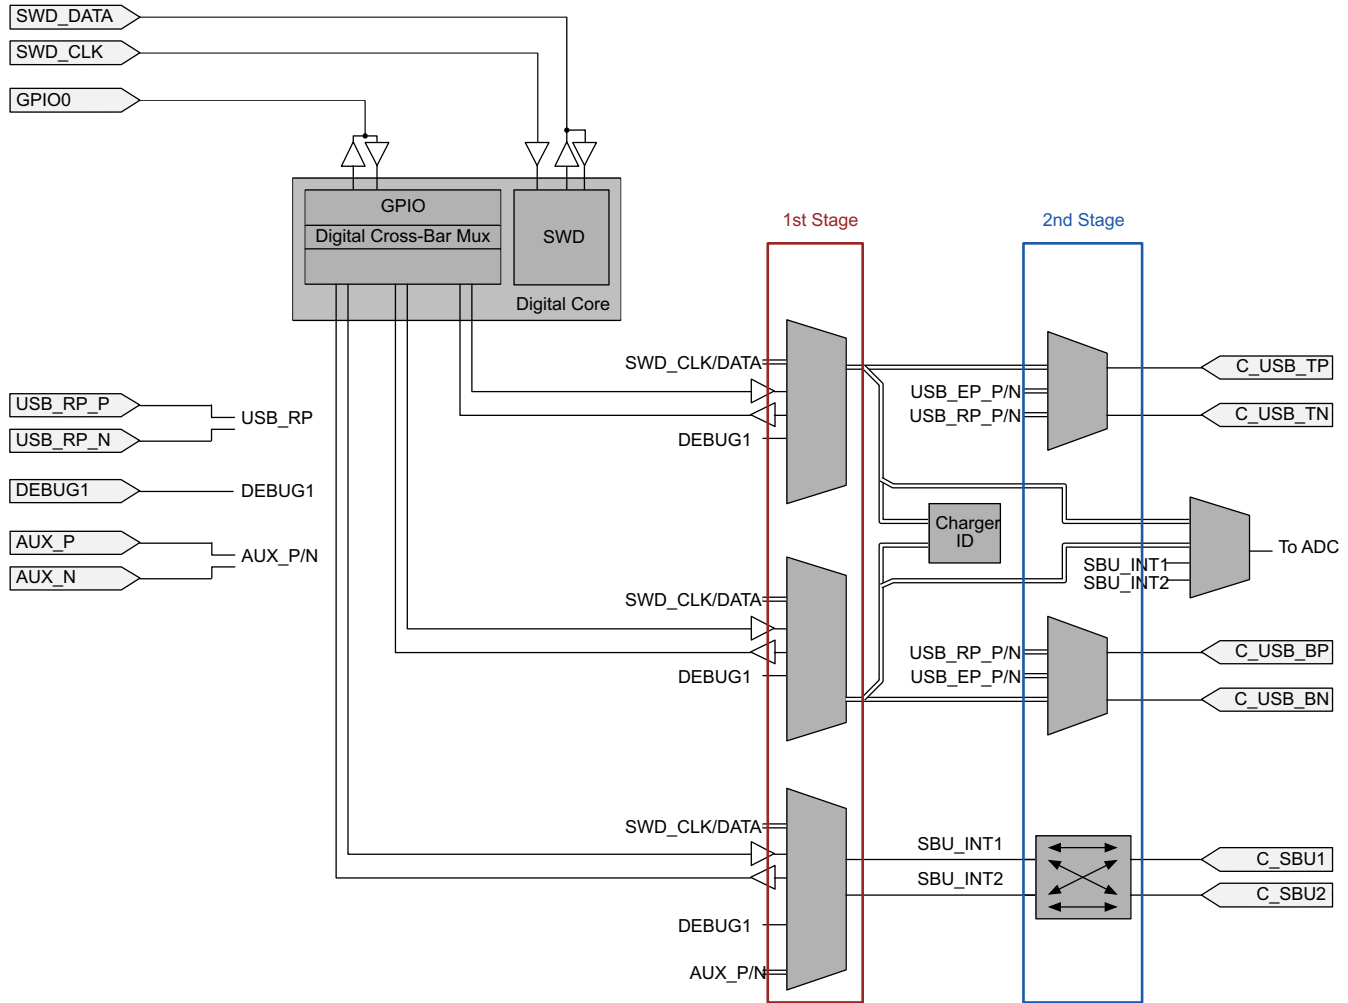 SWD_DATA
SWD_CLK
GPIO0
GPIO
Digital Cross-Bar Mux
SWD
Digital Core
1st Stage
2nd Stage
SWD_CLK/DATA
DEBUG1
USB_EP_P/N
USB_RP_P/N
C_USB_TP
C_USB_TN
USB_RP_P
USB_RP_N
USB_RP
DEBUG1
DEBUG1
AUX_P
AUX_N
AUX_P/N
Charger
ID
To ADC
SBU_INT1
SBU_INT2
SWD_CLK/DATA
DEBUG1
USB_RP_P/N
USB_EP_P/N
C_USB_BP
C_USB_BN
SWD_CLK/DATA
SBU_INT1
SBU_INT2
C_SBU1
C_SBU2
DEBUG1
AUX_P/N